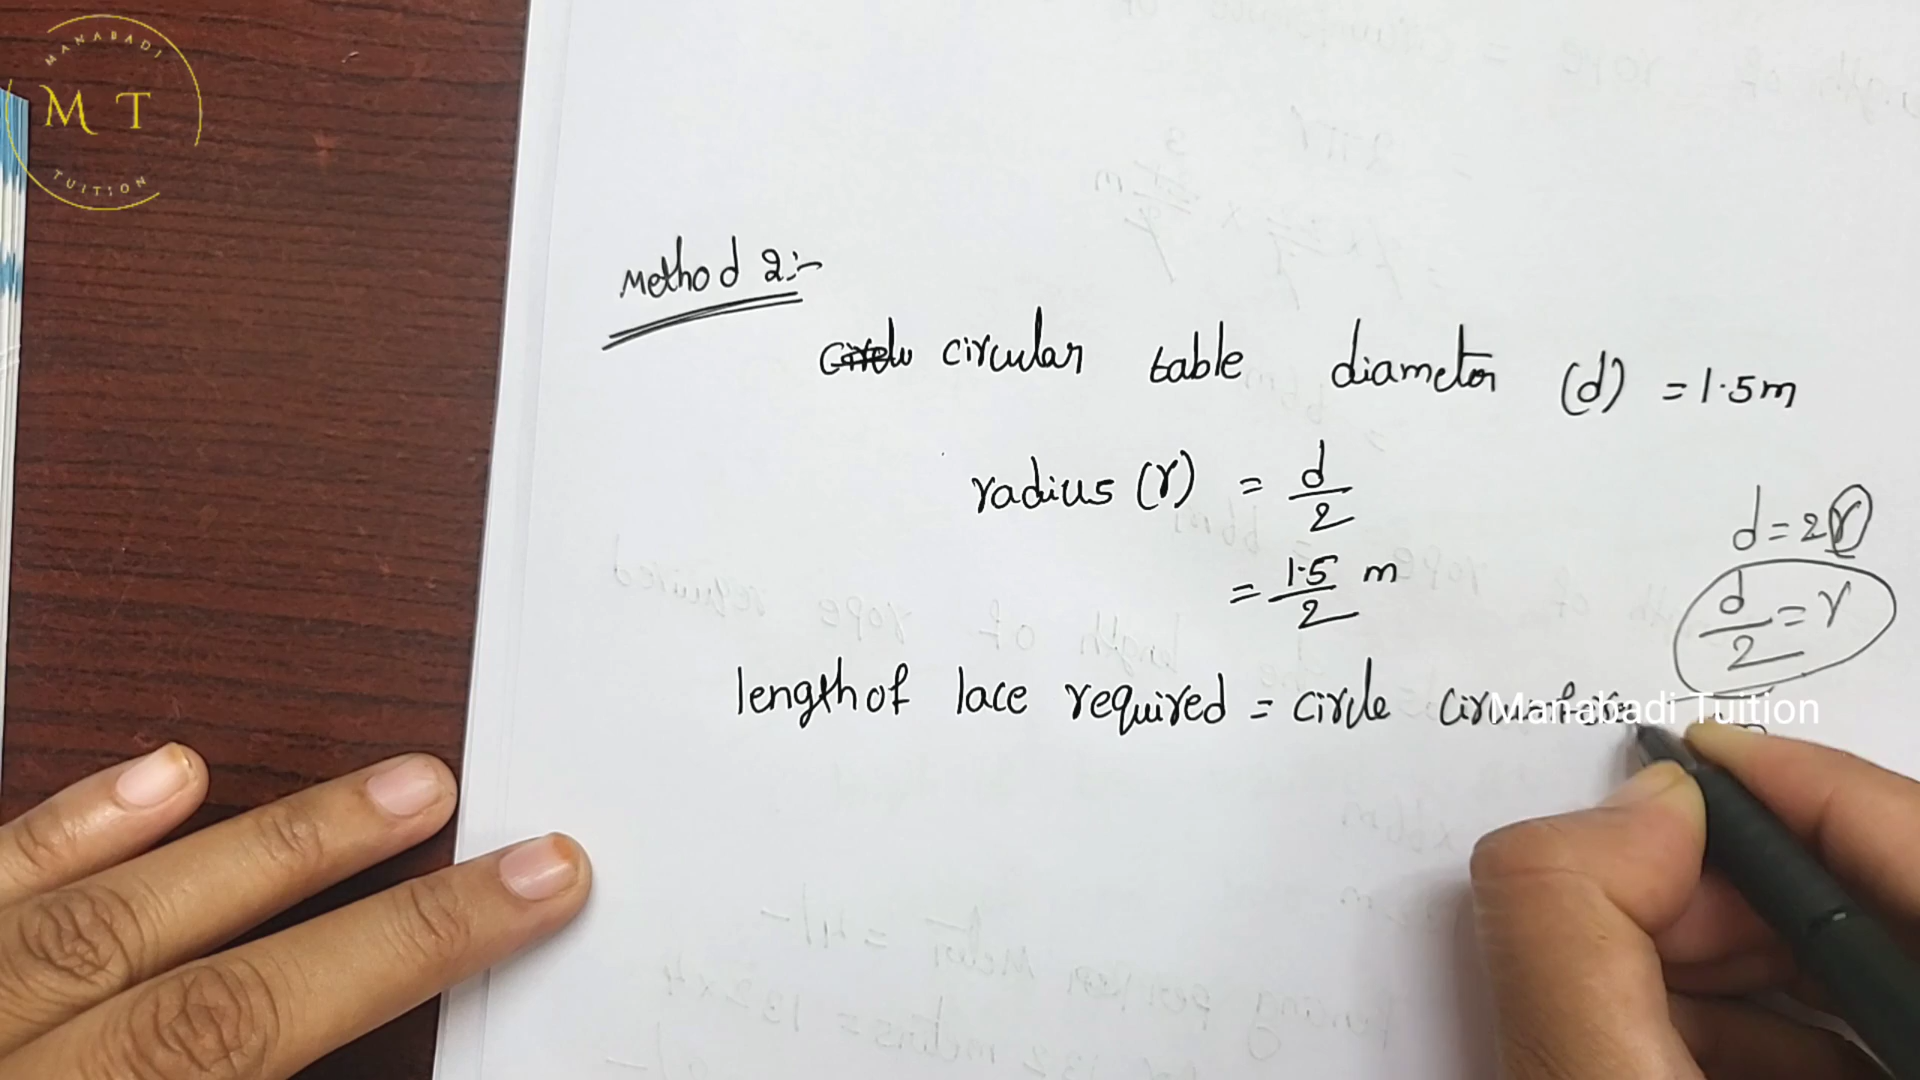 MANABADI
M T
TUITION
Method 2:-
circular table diameter (d) = 1.5m
radius (r) = d/2
= 1.5/2 m
d = 2r
d/2 = r
length of lace required = circle circumfere
Manabadi Tuition